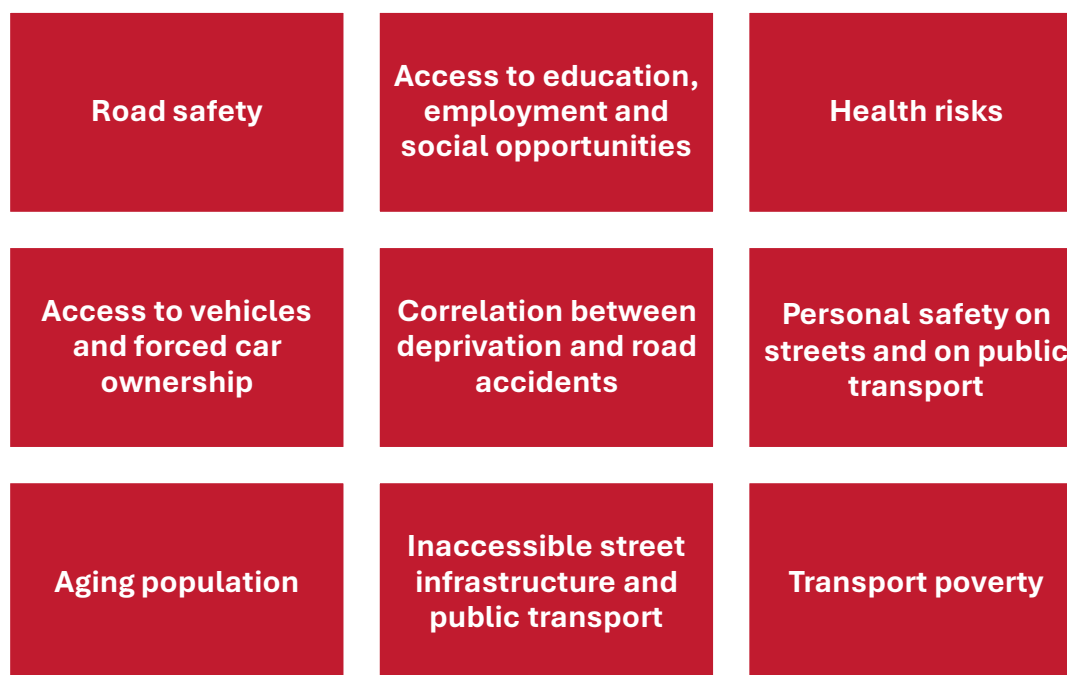 Road safety
Access to education,
employment and
social opportunities
Health risks
Access to vehicles
and forced car
ownership
Correlation between
deprivation and road
accidents
Personal safety on
streets and on public
transport
Aging population
Inaccessible street
infrastructure and
public transport
Transport poverty